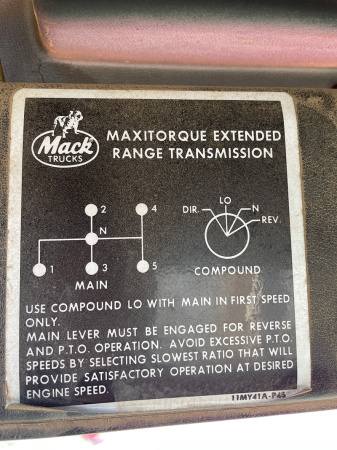 Mack
TRUCKS
MAXITORQUE EXTENDED
RANGE TRANSMISSION
2 4
N
1 3 5
MAIN
LO
DIR. N
REV.
COMPOUND
USE COMPOUND LO WITH MAIN IN FIRST SPEED
ONLY.
MAIN LEVER MUST BE ENGAGED FOR REVERSE
AND P.T.O. OPERATION. AVOID EXCESSIVE P.T.O.
SPEEDS BY SELECTING SLOWEST RATIO THAT WILL
PROVIDE SATISFACTORY OPERATION AT DESIRED
ENGINE SPEED.
11MY41A-P45